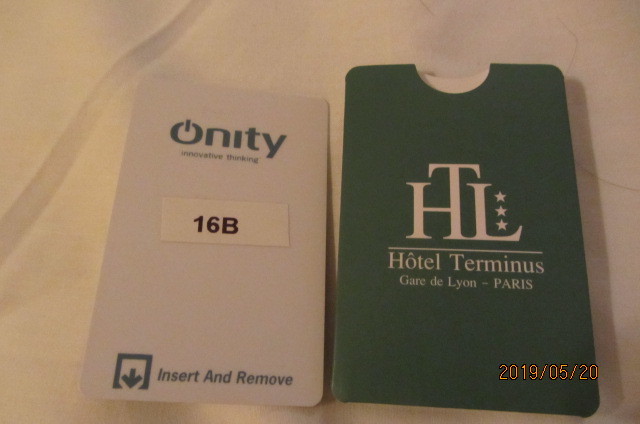 Onity
innovative thinking
16B
Insert And Remove
HTL
Hôtel Terminus
Gare de Lyon - PARIS
2019/05/20